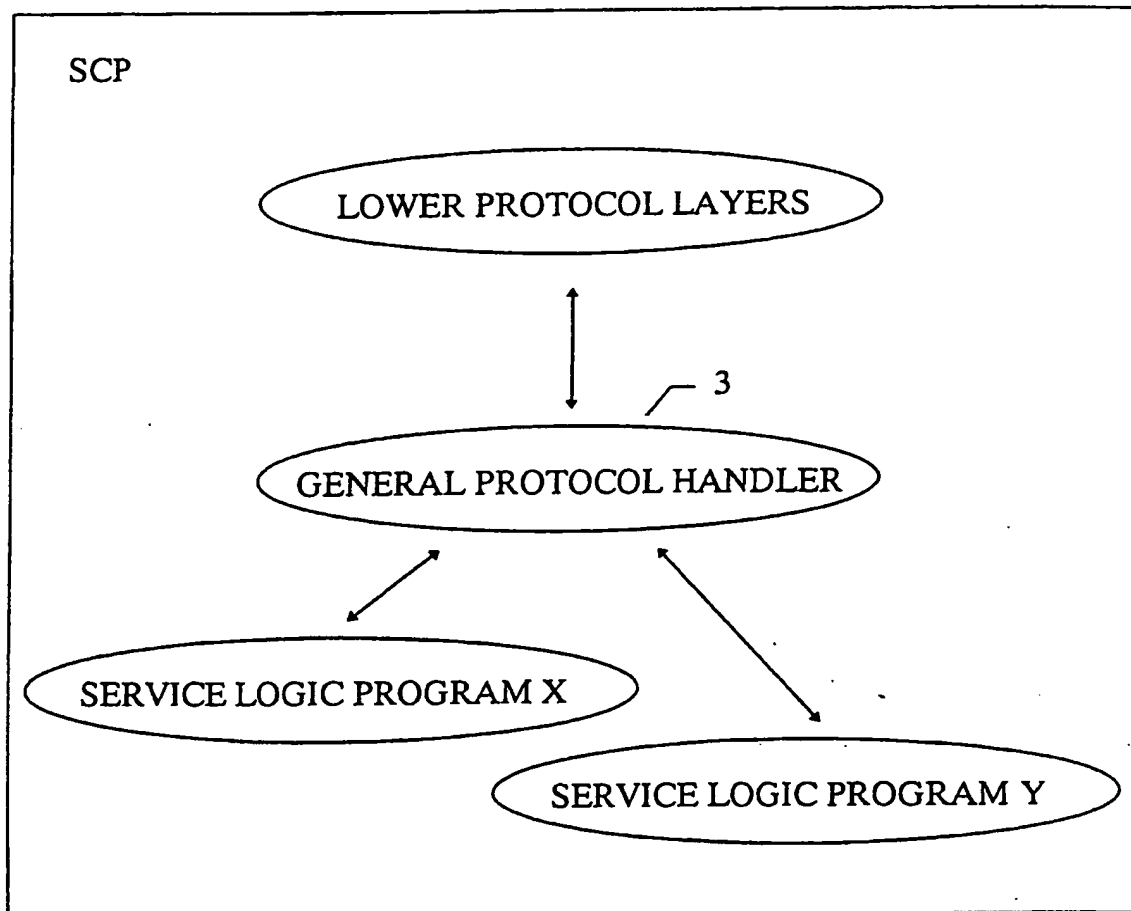 SCP
LOWER PROTOCOL LAYERS
3
GENERAL PROTOCOL HANDLER
SERVICE LOGIC PROGRAM X
SERVICE LOGIC PROGRAM Y